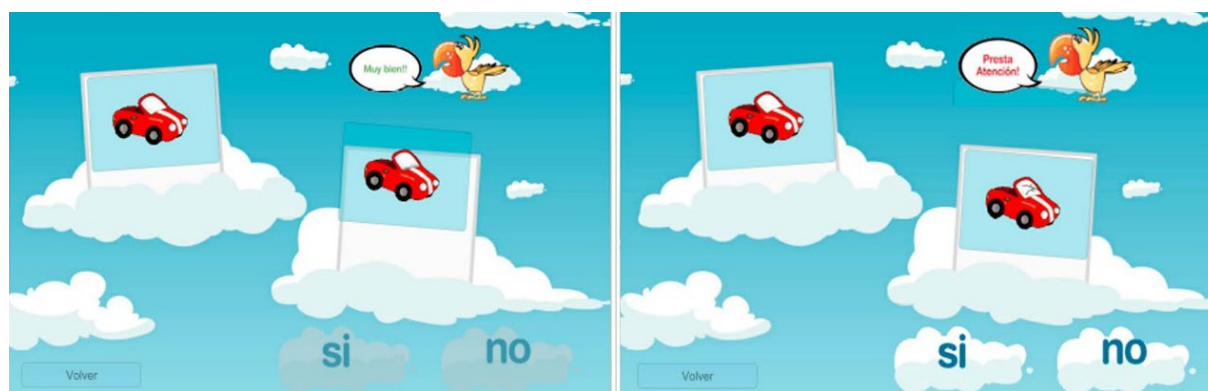 Muy bien!!
si
no
Volver
Presta
Atención!
si
no
Volver